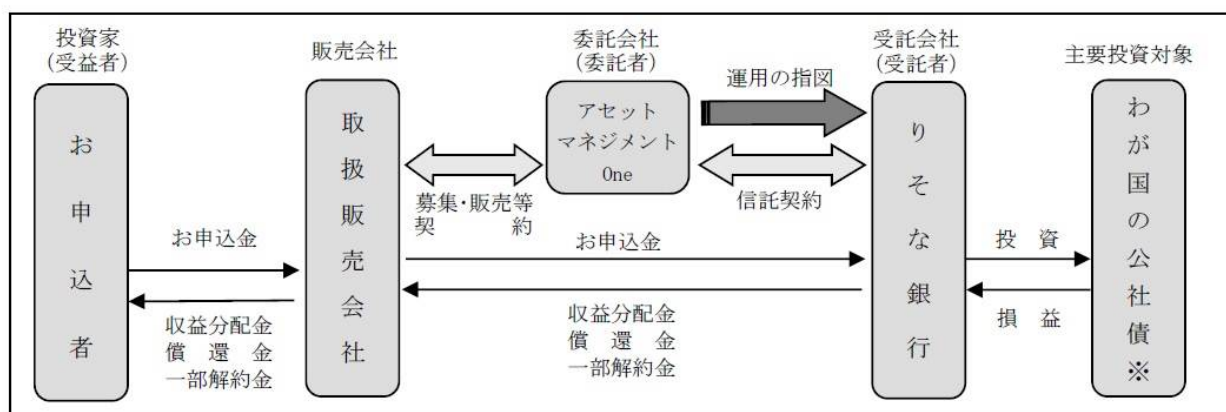 投資家
(受益者)
お申込者
販売会社
取扱販売会社
委託会社
(委託者)
アセット
マネジメント
One
受託会社
(受託者)
りそな銀行
主要投資対象
わが国の公社債※
運用の指図
募集・販売等
契約
信託契約
お申込金
収益分配金
償還金
一部解約金
お申込金
収益分配金
償還金
一部解約金
投資
損益